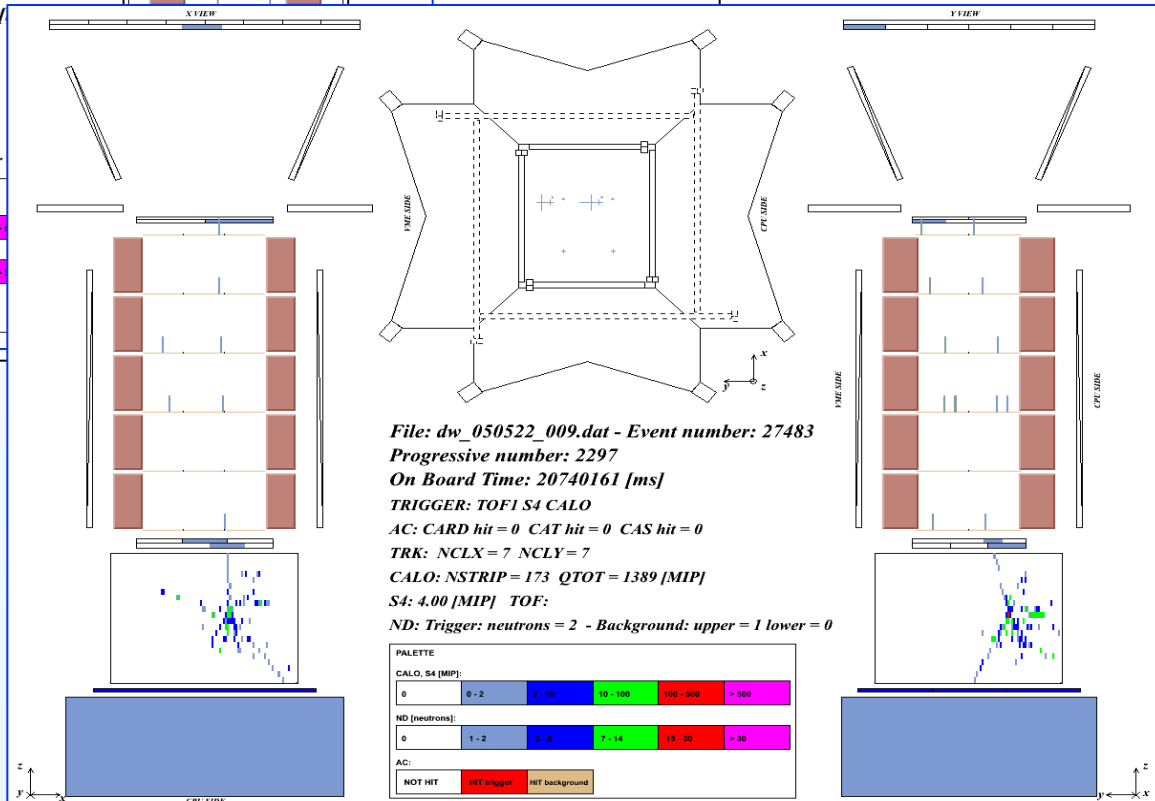 X VIEW
Y VIEW
VME SIDE
CPU SIDE
VME SIDE
CPU SIDE
x
y
z
File: dw_050522_009.dat - Event number: 27483
Progressive number: 2297
On Board Time: 20740161 [ms]
TRIGGER: TOF1 S4 CALO
AC: CARD hit = 0 CAT hit = 0 CAS hit = 0
TRK: NCLX = 7 NCLY = 7
CALO: NSTRIP = 173 QTOT = 1389 [MIP]
S4: 4.00 [MIP] TOF:
ND: Trigger: neutrons = 2 - Background: upper = 1 lower = 0
PALETTE
CALO, S4 [MIP]:
0 0 - 2 2 - 10 10 - 100 100 - 500 > 500
ND [neutrons]:
0 1 - 2 7 - 14 15 - 30 > 30
AC:
NOT HIT HIT trigger HIT background
z
y x
CPU SIDE
z
y x